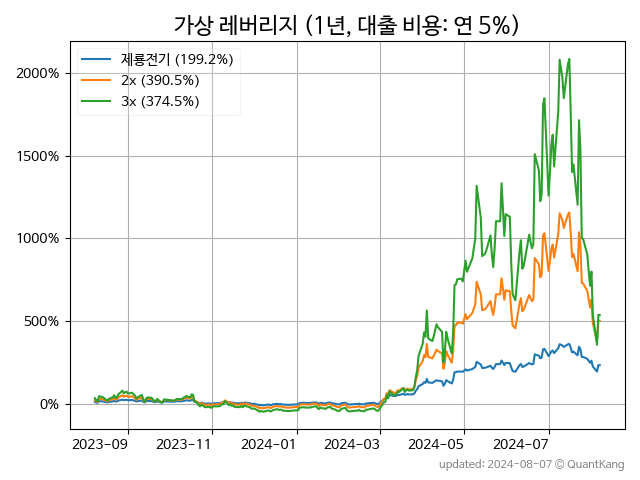 가상 레버리지 (1년, 대출 비용: 연 5%)
제룡전기 (199.2%)
2x (390.5%)
3x (374.5%)
2000%
1500%
1000%
500%
0%
2023-09 2023-11 2024-01 2024-03 2024-05 2024-07
updated: 2024-08-07 © QuantKang